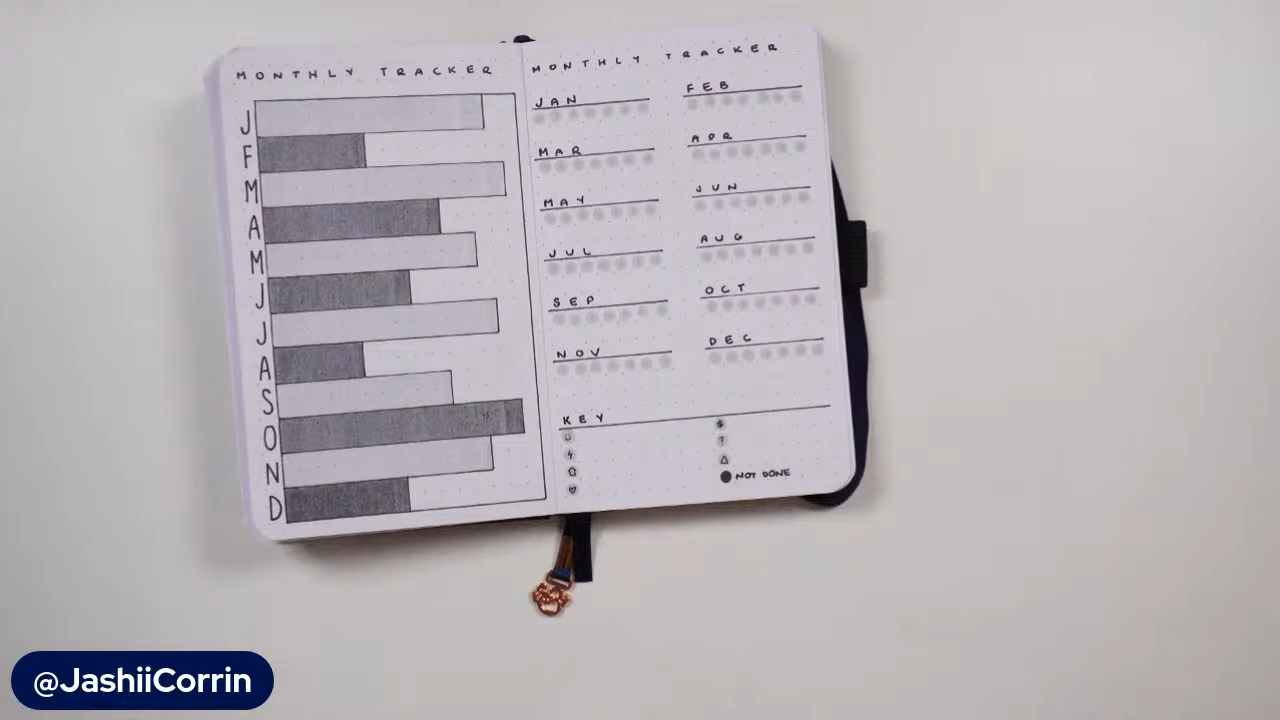 MONTHLY TRACKER
J
F
M
A
M
J
J
A
S
O
N
D
MONTHLY TRACKER
JAN FEB
MAR APR
MAY JUN
JUL AUG
SEP OCT
NOV DEC
KEY
$
?
NOT DONE
@JashiiCorrin